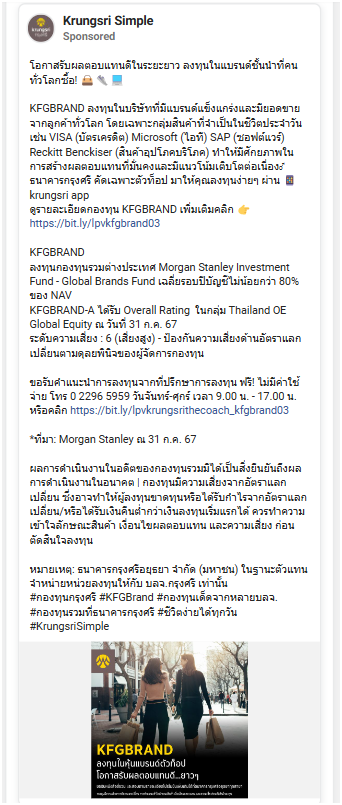 Krungsri Simple
Sponsored
โอกาสรับผลตอบแทนดีในระยะยาว ลงทุนในแบรนด์ชั้นนำที่คน
ทั่วโลกซื้อ! 👜 🔌 💻
KFGBRAND ลงทุนในบริษัทที่มีแบรนด์แข็งแกร่งและมียอดขาย
จากลูกค้าทั่วโลก โดยเฉพาะกลุ่มสินค้าที่จำเป็นในชีวิตประจำวัน
เช่น VISA (บัตรเครดิต) Microsoft (ไอที) SAP (ซอฟต์แวร์)
Reckitt Benckiser (สินค้าอุปโภคบริโภค) ทำให้มีศักยภาพใน
การสร้างผลตอบแทนที่มั่นคงและมีแนวโน้มเติบโตต่อเนื่อง
ธนาคารกรุงศรี คัดเฉพาะตัวท็อป มาให้คุณลงทุนง่ายๆ ผ่าน 📱
krungsri app
ดูรายละเอียดกองทุน KFGBRAND เพิ่มเติมคลิก 👉
https://bit.ly/lpvkfgbrand03
KFGBRAND
ลงทุนกองทุนรวมต่างประเทศ Morgan Stanley Investment
Fund - Global Brands Fund เฉลี่ยรอบปีบัญชีไม่น้อยกว่า 80%
ของ NAV
KFGBRAND-A ได้รับ Overall Rating ในกลุ่ม Thailand OE
Global Equity ณ วันที่ 31 ก.ค. 67
ระดับความเสี่ยง : 6 (เสี่ยงสูง) - ป้องกันความเสี่ยงด้านอัตราแลก
เปลี่ยนตามดุลยพินิจของผู้จัดการกองทุน
ขอรับคำแนะนำการลงทุนจากที่ปรึกษาการลงทุน ฟรี! ไม่มีค่าใช้
จ่าย โทร 0 2296 5959 วันจันทร์-ศุกร์ เวลา 9.00 น. - 17.00 น.
หรือคลิก https://bit.ly/lpvkrungsrithecoach_kfgbrand03
*ที่มา: Morgan Stanley ณ 31 ก.ค. 67
ผลการดำเนินงานในอดีตของกองทุนรวมมิได้เป็นสิ่งยืนยันถึงผล
การดำเนินงานในอนาคต | กองทุนมีความเสี่ยงจากอัตราแลก
เปลี่ยน ซึ่งอาจทำให้ผู้ลงทุนขาดทุนหรือได้รับกำไรจากอัตราแลก
เปลี่ยน/หรือได้รับเงินคืนต่ำกว่าเงินลงทุนเริ่มแรกได้ ควรทำความ
เข้าใจลักษณะสินค้า เงื่อนไขผลตอบแทน และความเสี่ยง ก่อน
ตัดสินใจลงทุน
หมายเหตุ: ธนาคารกรุงศรีอยุธยา จำกัด (มหาชน) ในฐานะตัวแทน
จำหน่ายหน่วยลงทุนให้กับ บลจ.กรุงศรี เท่านั้น
#กองทุนกรุงศรี #KFGBrand #กองทุนเด็ดจากหลายบลจ.
#กองทุนรวมที่ธนาคารกรุงศรี #ชีวิตง่ายได้ทุกวัน
#KrungsriSimple
KFGBRAND
ลงทุนในหุ้นแบรนด์ตัวท็อป
โอกาสรับผลตอบแทนดี...ยาวๆ